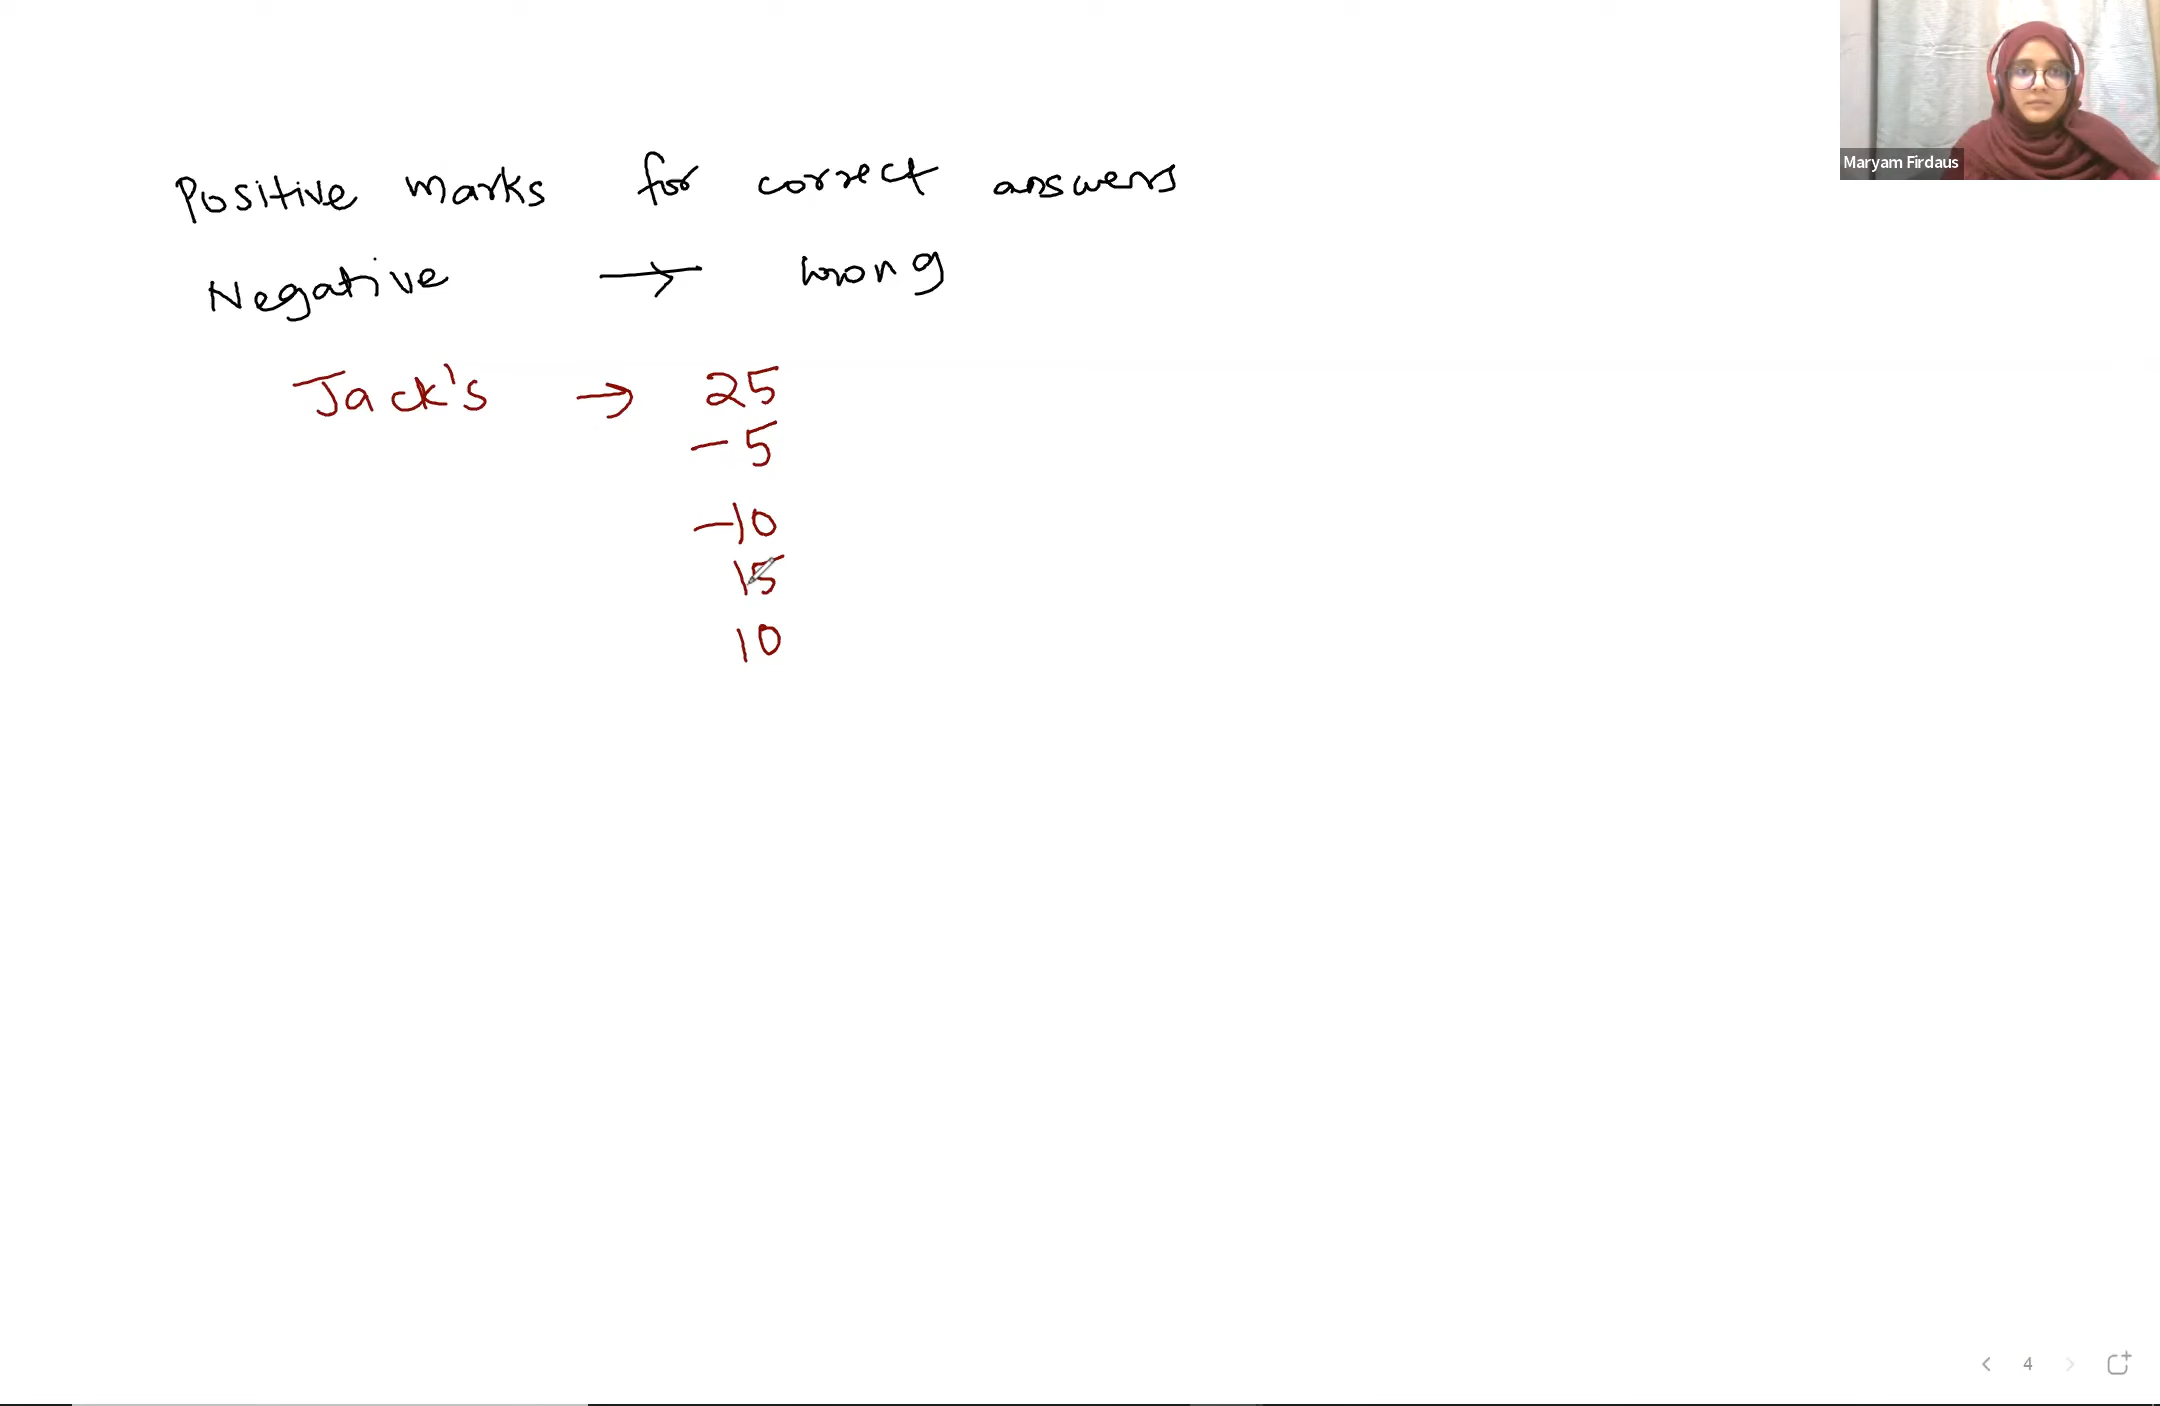 Maryam Firdaus
Positive marks for correct answers
Negative → wrong
Jack's → 25
-5
-10
15
10
4